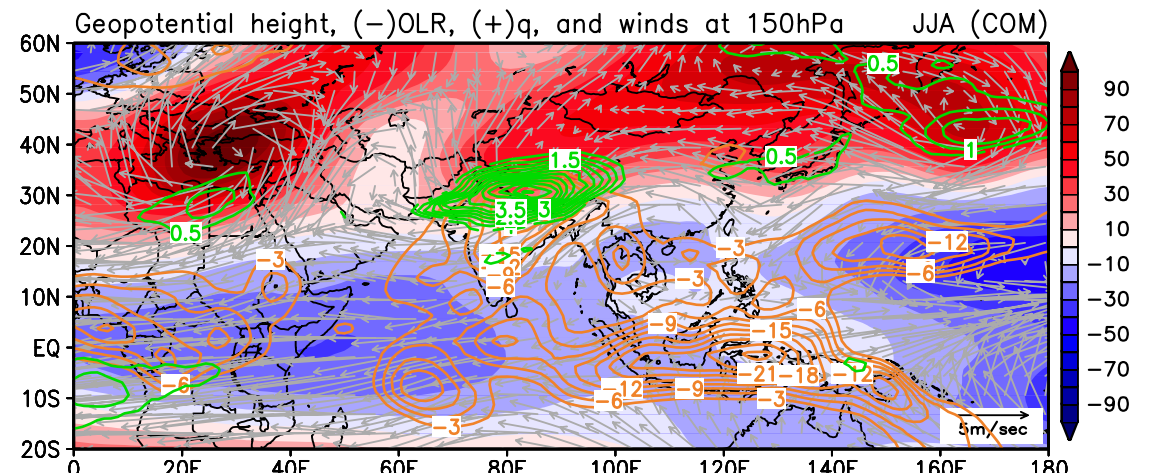 Geopotential height, (−)OLR, (+)q, and winds at 150hPa JJA (COM)
60N
50N
40N
30N
20N
10N
EQ
10S
20S
0 20E 40E 60E 80E 100E 120E 140E 160E 180
90
70
50
30
10
−10
−30
−50
−70
−90
0.5
1
0.5
1.5
3.5 3
0.5
−3
−3
−12
−6
−3
−6
−6
−9
−15
−21 −18
−12
−6
−12
−6
−9
−3
−3
5m/sec